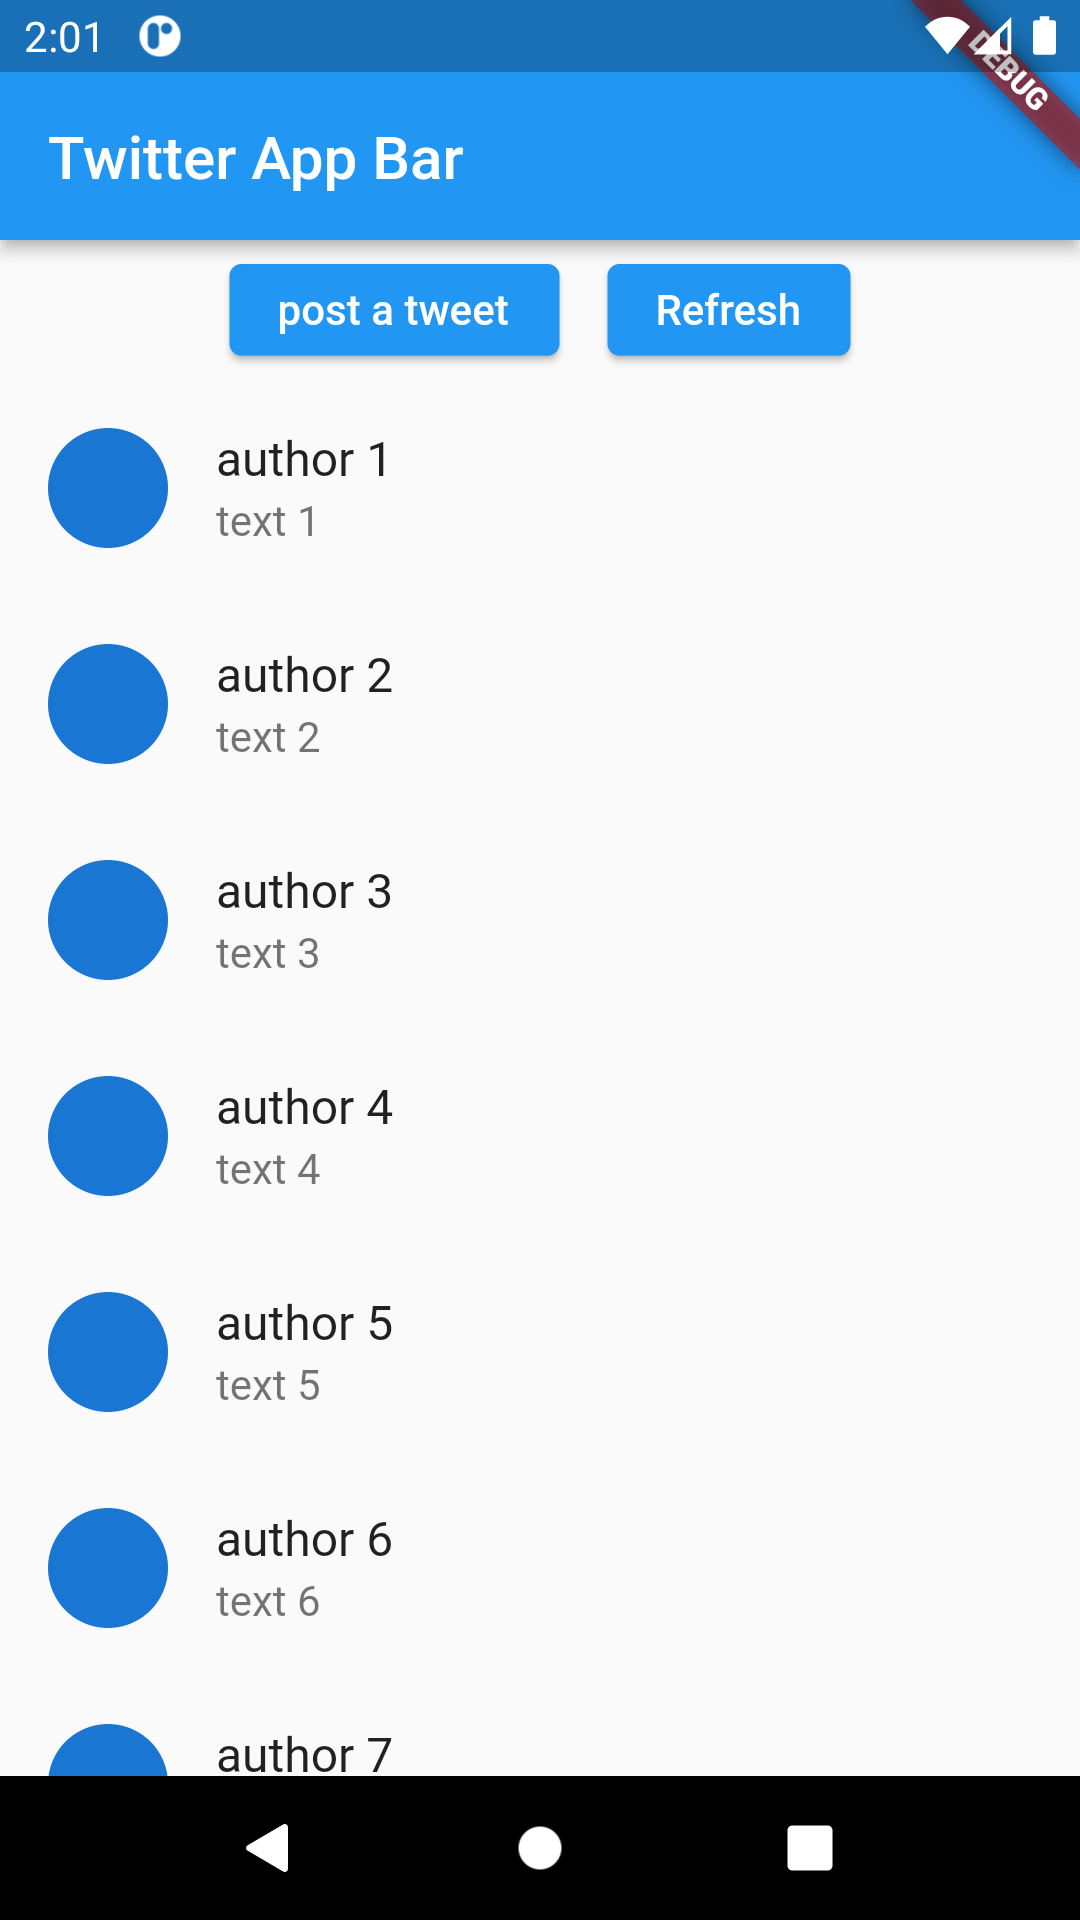 2:01
DEBUG
Twitter App Bar
post a tweet Refresh
author 1
text 1
author 2
text 2
author 3
text 3
author 4
text 4
author 5
text 5
author 6
text 6
author 7